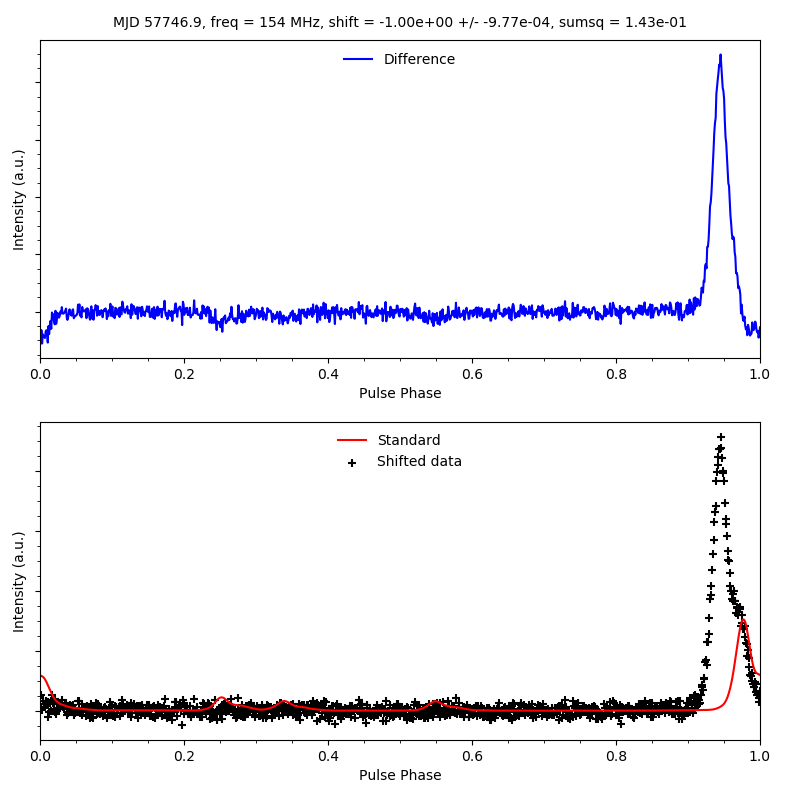 MJD 57746.9, freq = 154 MHz, shift = -1.00e+00 +/- -9.77e-04, sumsq = 1.43e-01
Difference
Intensity (a.u.)
0.0 0.2 0.4 0.6 0.8 1.0
Pulse Phase
Standard
Shifted data
Intensity (a.u.)
0.0 0.2 0.4 0.6 0.8 1.0
Pulse Phase